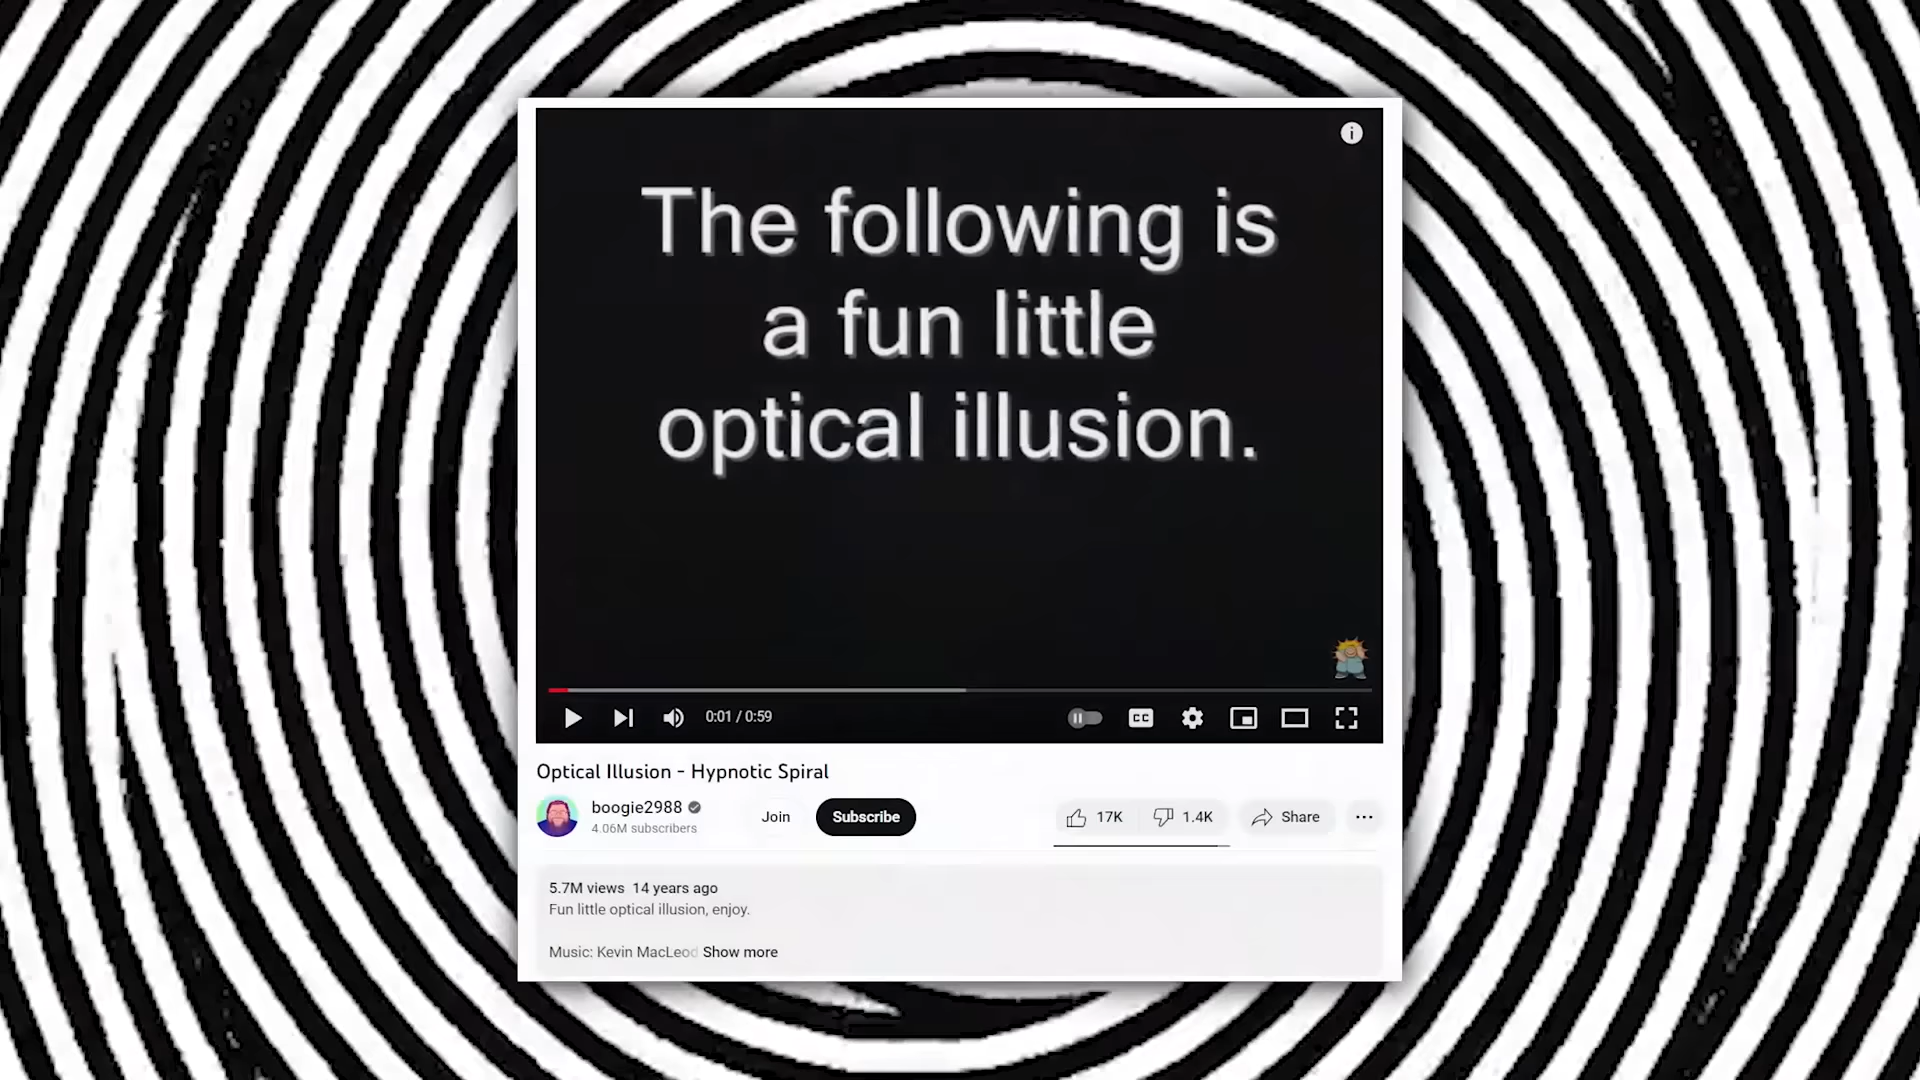 The following is
a fun little
optical illusion.
0:01 / 0:59
CC
Optical Illusion - Hypnotic Spiral
boogie2988
4.06M subscribers
Join
Subscribe
17K
1.4K
Share
5.7M views 14 years ago
Fun little optical illusion, enjoy.
Music: Kevin MacLeod Show more